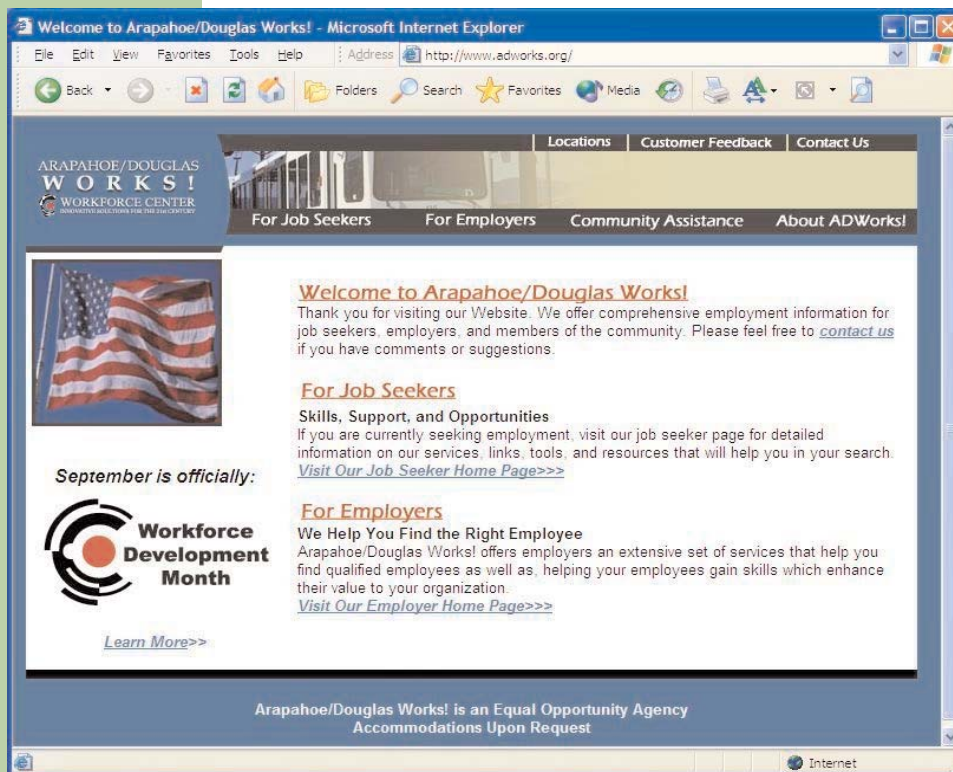 Welcome to Arapahoe/Douglas Works! - Microsoft Internet Explorer
File Edit View Favorites Tools Help Address http://www.adworks.org/
Back Folders Search Favorites Media
Locations Customer Feedback Contact Us
ARAPAHOE/DOUGLAS
WORKS!
WORKFORCE CENTER
INNOVATIVE SOLUTIONS FOR THE 21st CENTURY
For Job Seekers For Employers Community Assistance About ADWorks!
Welcome to Arapahoe/Douglas Works!
Thank you for visiting our Website. We offer comprehensive employment information for
job seekers, employers, and members of the community. Please feel free to contact us
if you have comments or suggestions.
For Job Seekers
Skills, Support, and Opportunities
If you are currently seeking employment, visit our job seeker page for detailed
information on our services, links, tools, and resources that will help you in your search.
Visit Our Job Seeker Home Page>>>
For Employers
We Help You Find the Right Employee
Arapahoe/Douglas Works! offers employers an extensive set of services that help you
find qualified employees as well as, helping your employees gain skills which enhance
their value to your organization.
Visit Our Employer Home Page>>>
September is officially:
Workforce
Development
Month
Learn More>>
Arapahoe/Douglas Works! is an Equal Opportunity Agency
Accommodations Upon Request
Internet